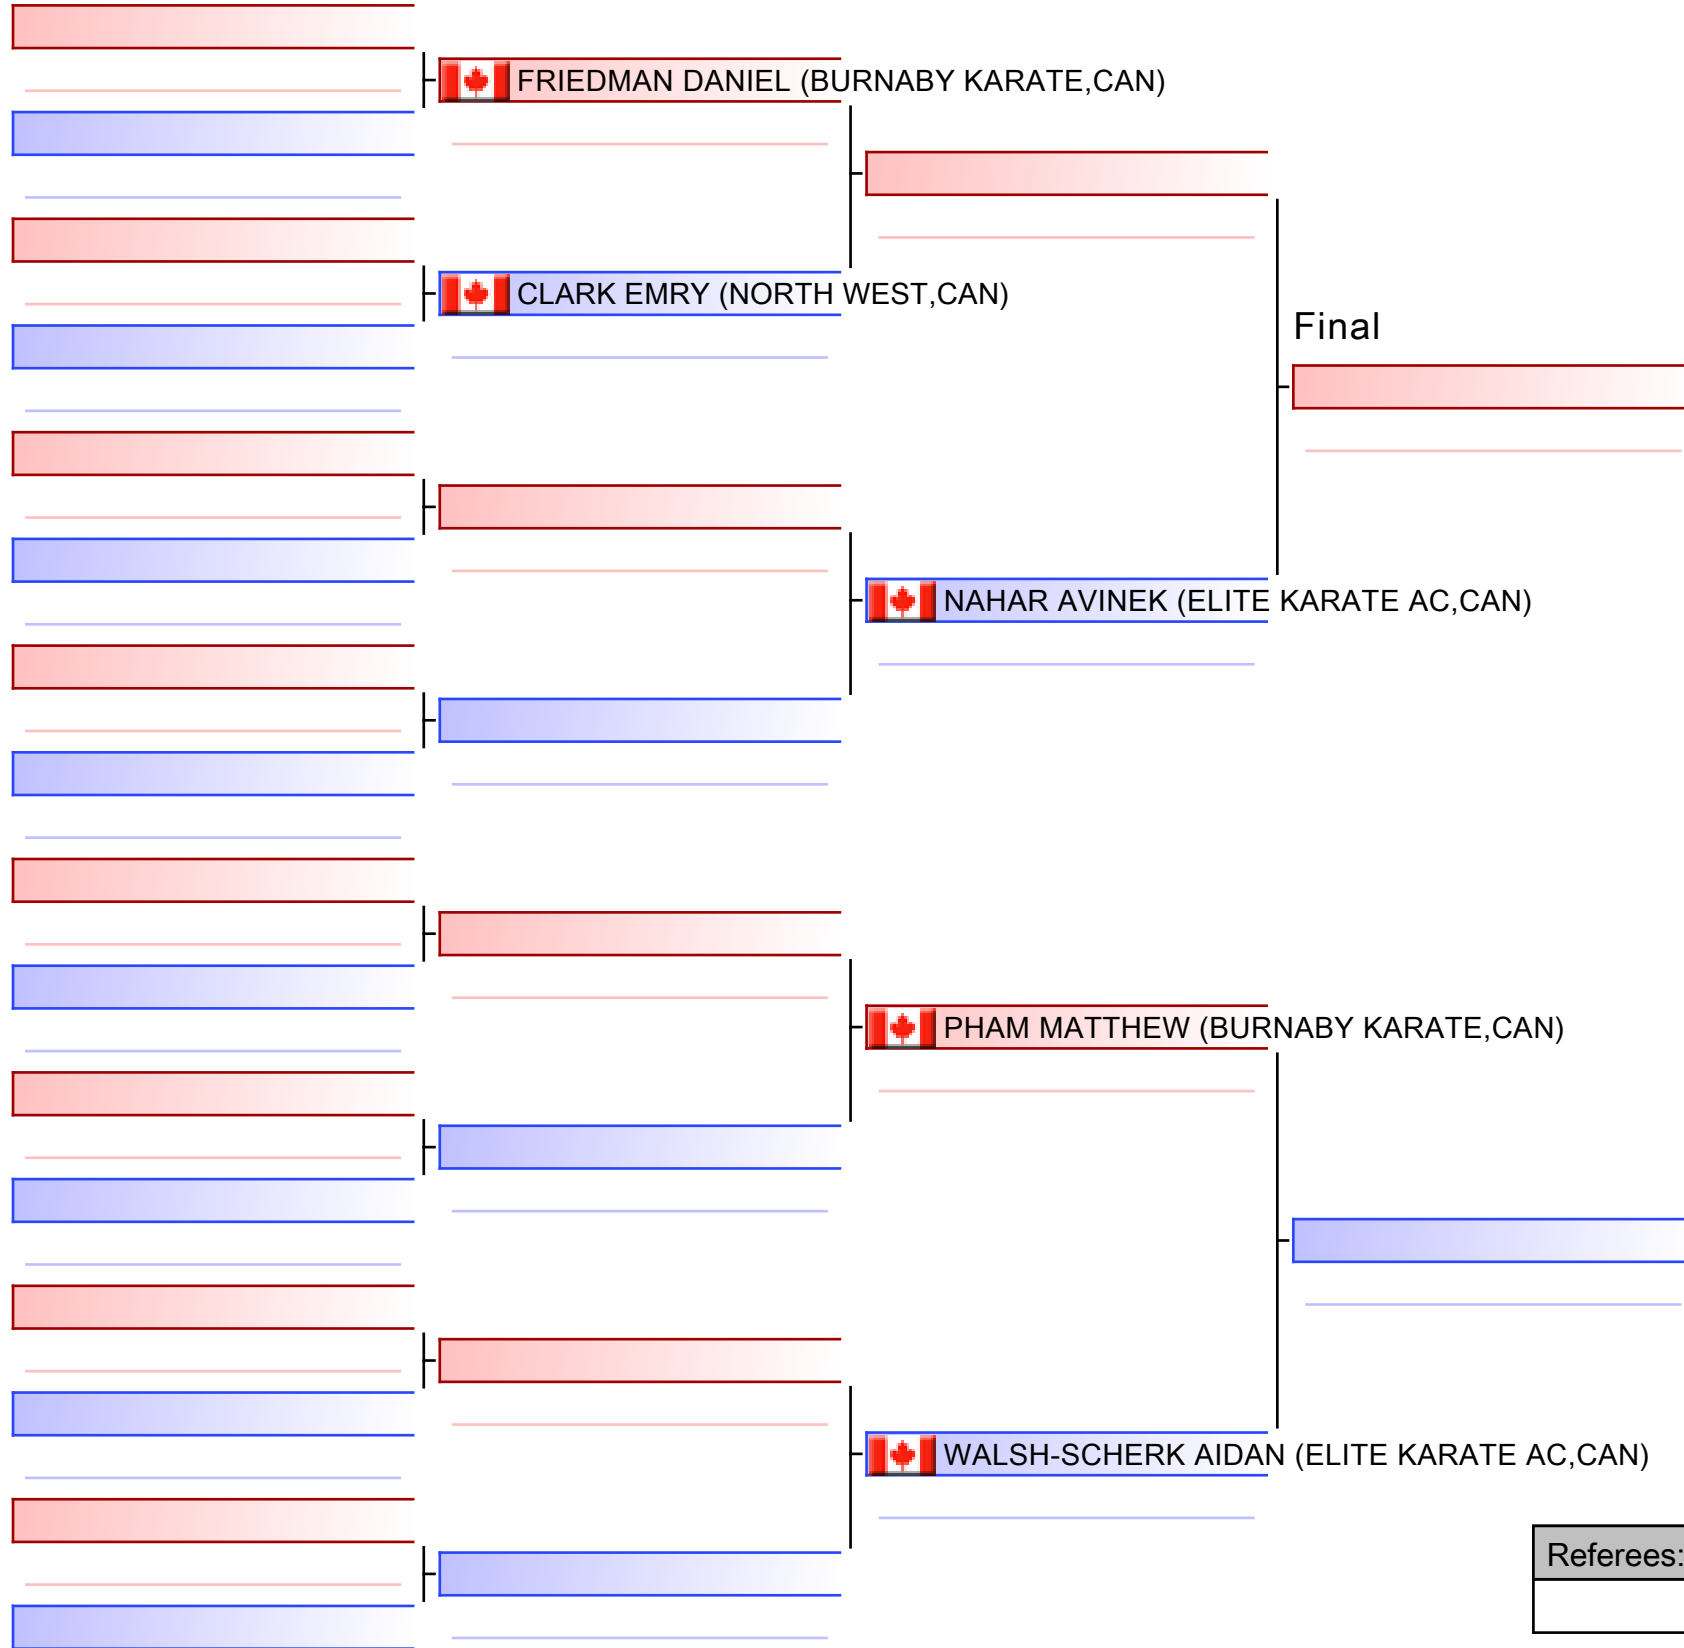 FRIEDMAN DANIEL (BURNABY KARATE,CAN)
CLARK EMRY (NORTH WEST,CAN)
Final
NAHAR AVINEK (ELITE KARATE AC,CAN)
PHAM MATTHEW (BURNABY KARATE,CAN)
WALSH-SCHERK AIDAN (ELITE KARATE AC,CAN)
Referees: